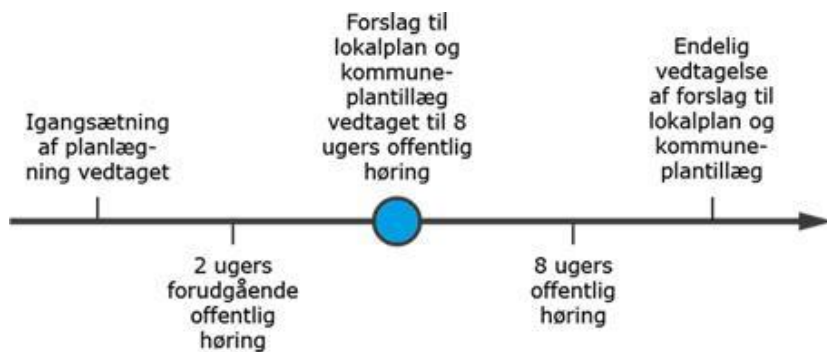 Igangsætning
af planlæg-
ning vedtaget
2 ugers
forudgående
offentlig
høring
Forslag til
lokalplan og
kommune-
plantillæg
vedtaget til 8
ugers offentlig
høring
8 ugers
offentlig
høring
Endelig
vedtagelse
af forslag til
lokalplan og
kommune-
plantillæg